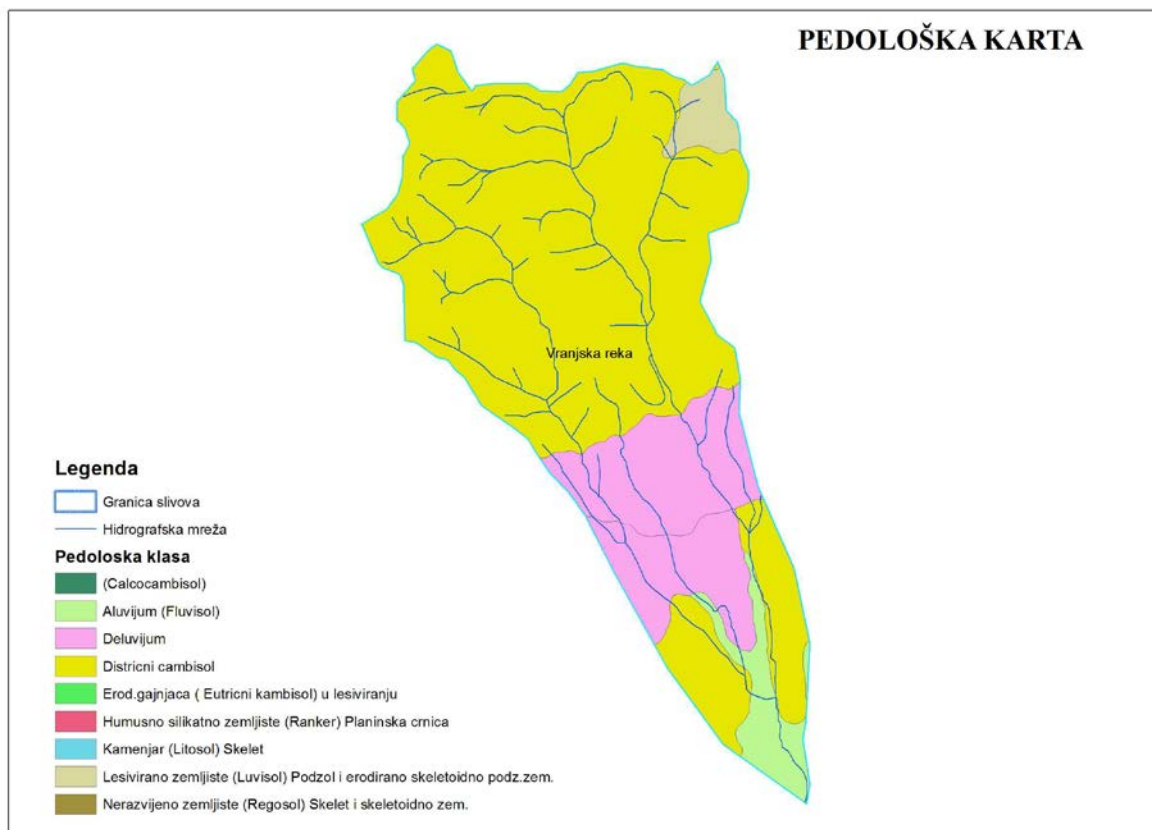 PEDOLOŠKA KARTA
Vranjska reka
Legenda
Granica slivova
Hidrografska mreža
Pedoloska klasa
(Calcocambisol)
Aluvijum (Fluvisol)
Deluvijum
Districni cambisol
Erod.gajnjaca ( Eutricni kambisol) u lesiviranju
Humusno silikatno zemljiste (Ranker) Planinska crnica
Kamenjar (Litosol) Skelet
Lesivirano zemljiste (Luvisol) Podzol i erodirano skeletoidno podz.zem.
Nerazvijeno zemljiste (Regosol) Skelet i skeletoidno zem.